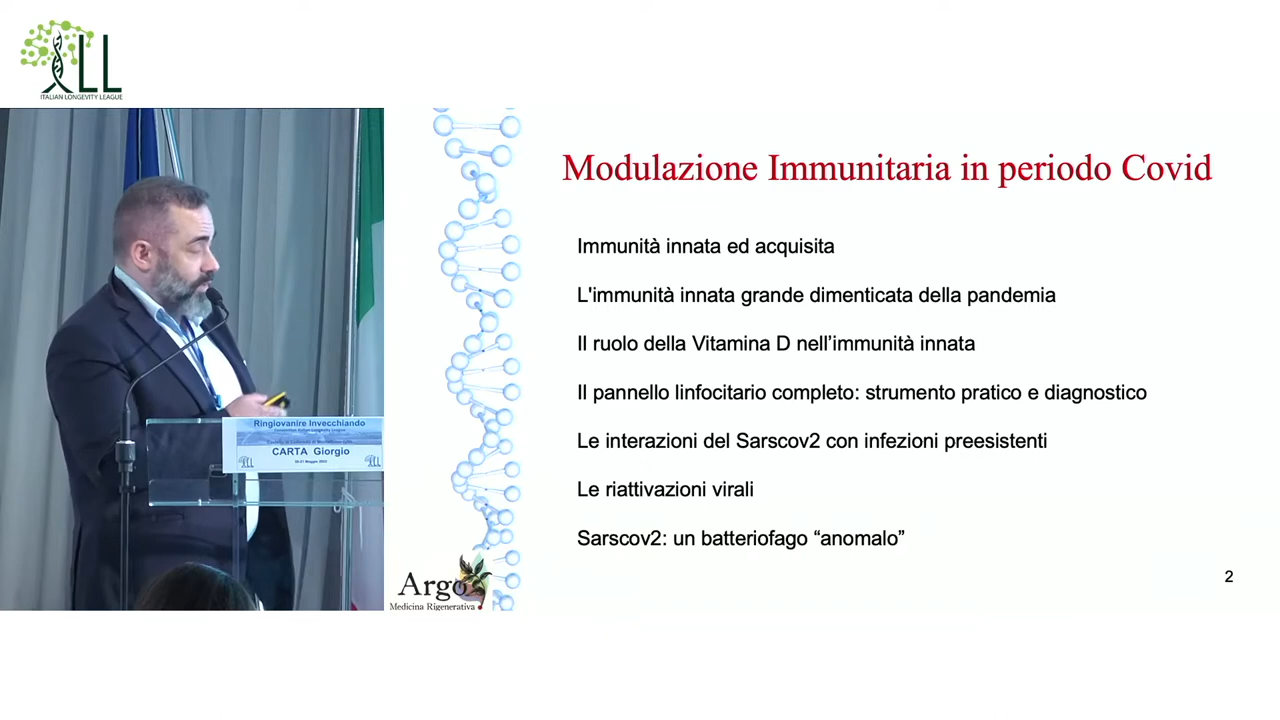 LL
ITALIAN LONGEVITY LEAGUE
Modulazione Immunitaria in periodo Covid
Immunità innata ed acquisita
L'immunità innata grande dimenticata della pandemia
Il ruolo della Vitamina D nell’immunità innata
Il pannello linfocitario completo: strumento pratico e diagnostico
Le interazioni del Sarscov2 con infezioni preesistenti
Le riattivazioni virali
Sarscov2: un batteriofago “anomalo”
2
Argo
Medicina Rigenerativa
Ringiovanire Invecchiando
CARTA Giorgio